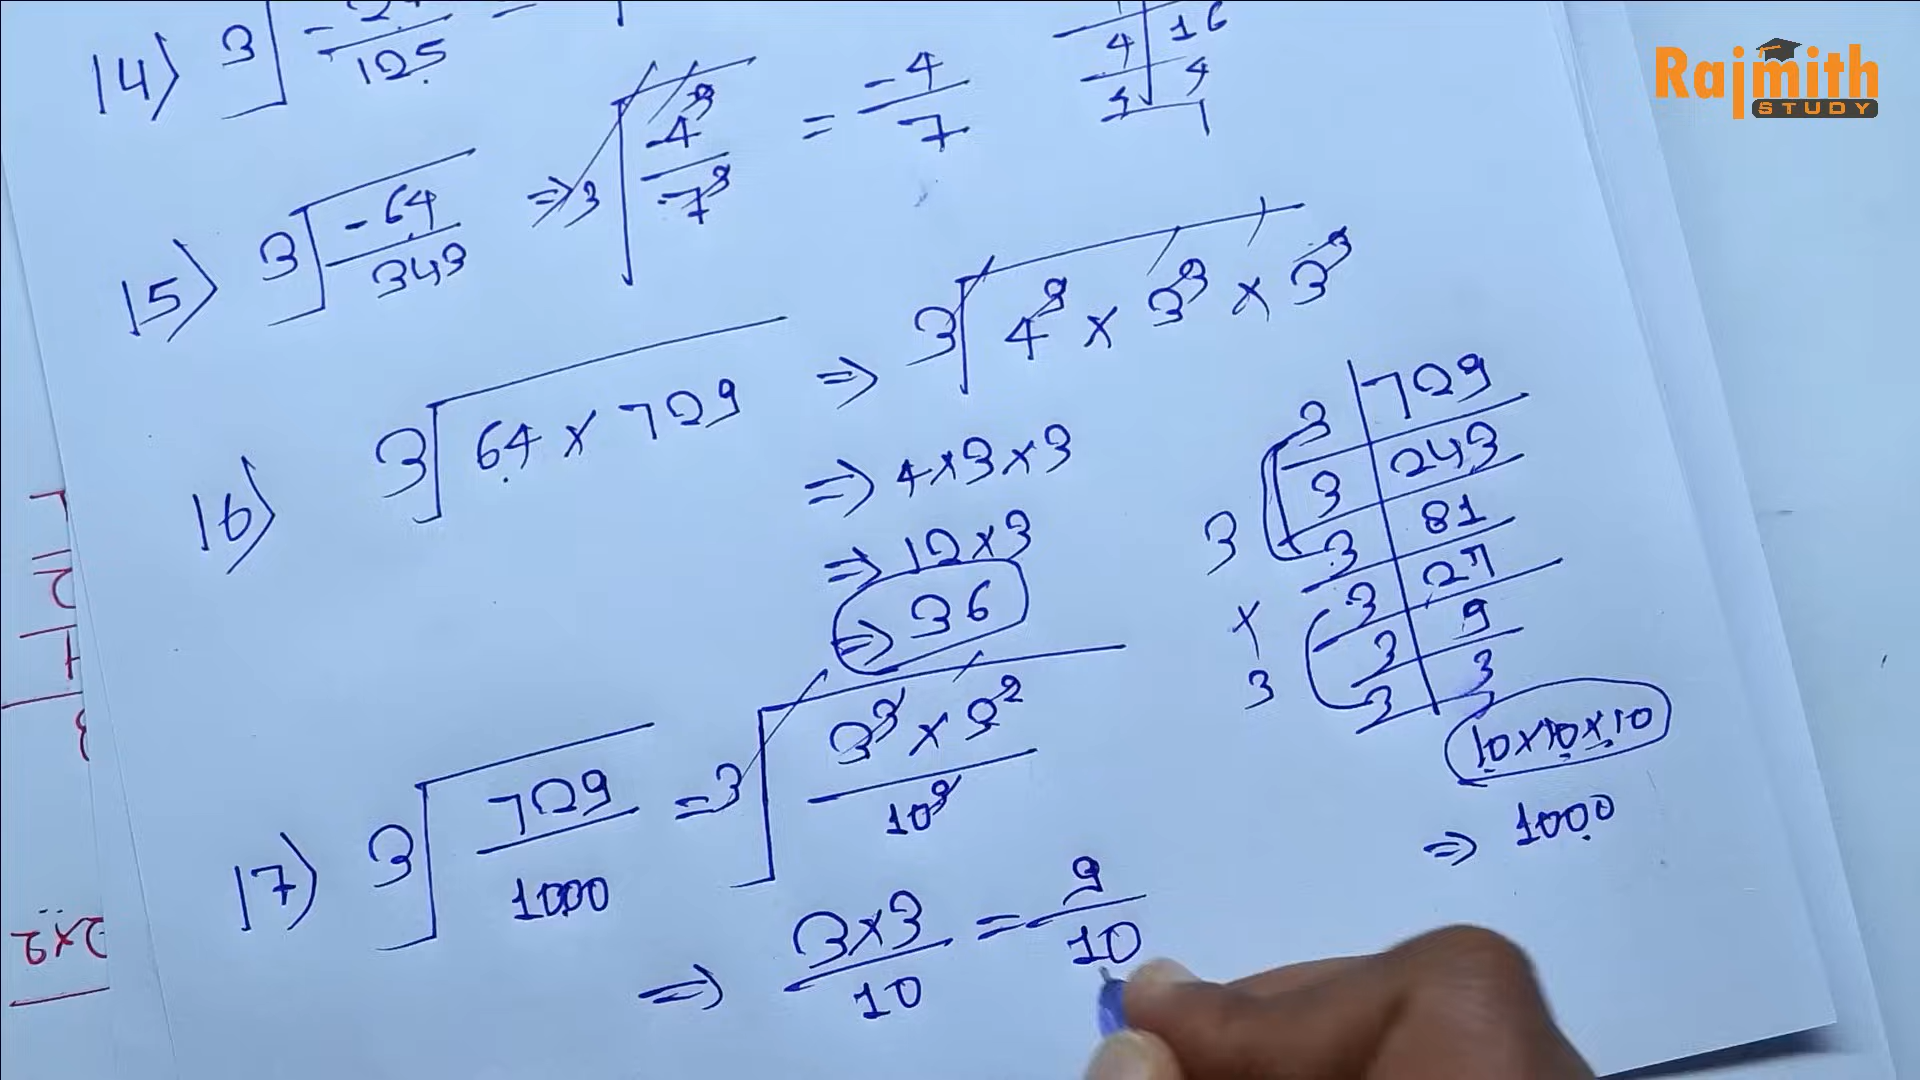 Rajmith
STUDY
14) 3√ 125 =
4 16
4 4
1
15) 3√-64/343 ⇒ 3√-4³/7³ = -4/7
16) 3√64 × 729 ⇒ 3√4³ × 3³ × 3³
⇒ 4×3×3
⇒ 12×3
⇒ 36
3 729
3 243
3 81
3 27
3 9
3 3
3
×
3
17) 3√729/1000 = 3√3³ × 3²/10³
⇒ 3×3/10 = 9/10
10×10×10
⇒ 1000
2×2